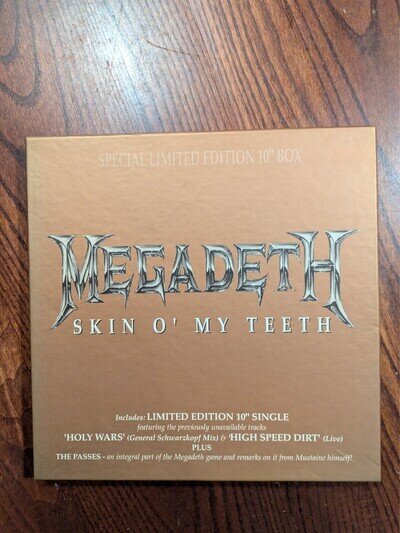 SPECIAL LIMITED EDITION 10" BOX
MEGADETH
SKIN O' MY TEETH
Includes: LIMITED EDITION 10" SINGLE
featuring the previously unavailable tracks
'HOLY WARS' (General Schwarzkopf Mix) & 'HIGH SPEED DIRT' (Live)
PLUS
THE PASSES - an integral part of the Megadeth game and remarks on it from Mustaine himself!